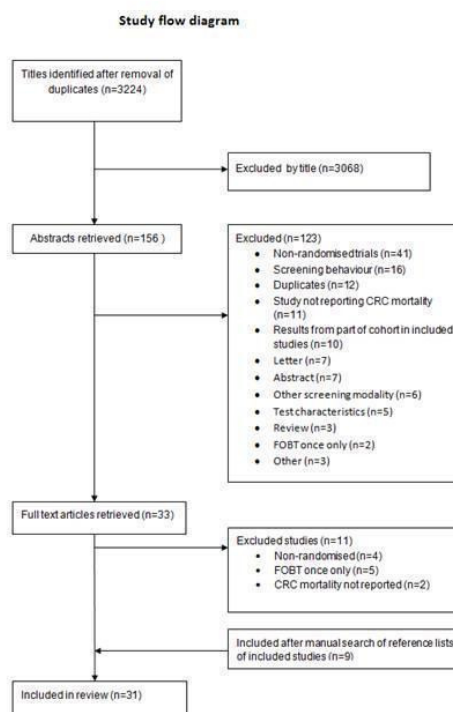 Study flow diagram
Titles identified after removal of
duplicates (n=3224)
Excluded by title (n=3068)
Abstracts retrieved (n=156 )
Excluded (n=123)
• Non-randomisedtrials (n=41)
• Screening behaviour (n=16)
• Duplicates (n=12)
• Study not reporting CRC mortality
(n=11)
• Results from part of cohort in included
studies (n=10)
• Letter (n=7)
• Abstract (n=7)
• Other screening modality (n=6)
• Test characteristics (n=5)
• Review (n=3)
• FOBT once only (n=2)
• Other (n=3)
Full text articles retrieved (n=33)
Excluded studies (n=11)
• Non-randomised (n=4)
• FOBT once only (n=5)
• CRC mortality not reported (n=2)
Included after manual search of reference lists
of included studies (n=9)
Included in review (n=31)